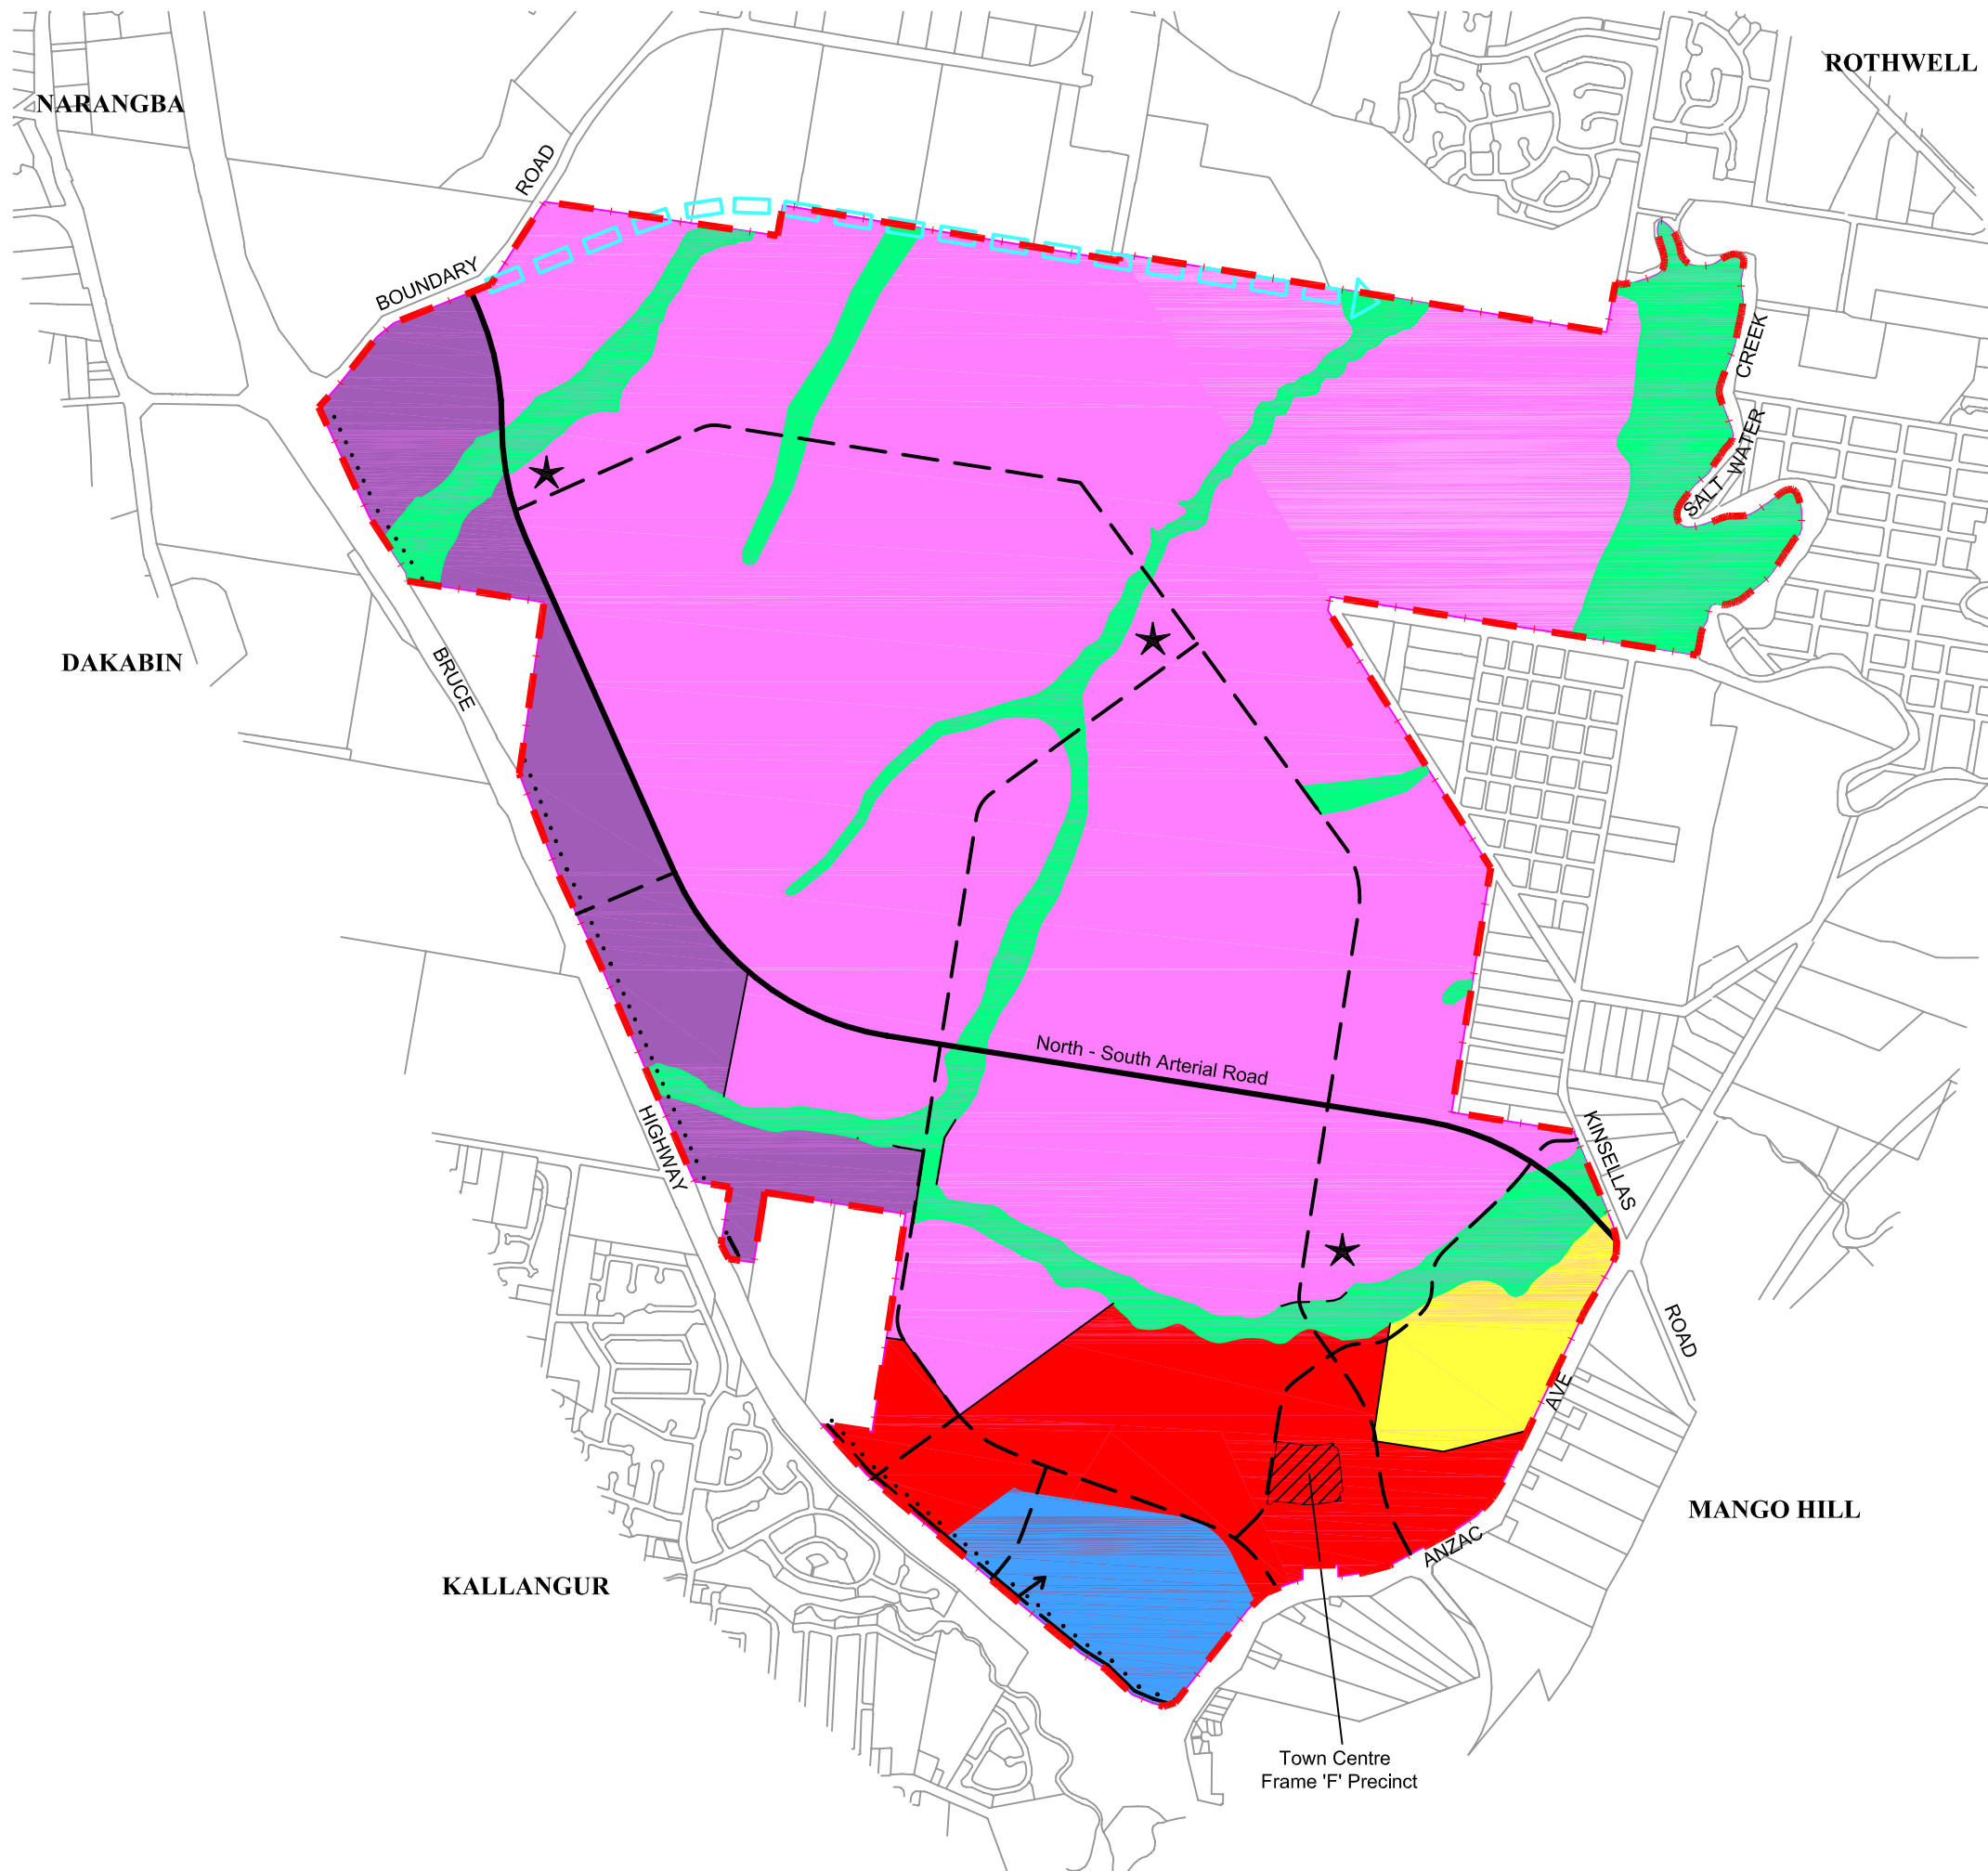 ROTHWELL
NARANGBA
ROAD
BOUNDARY
CREEK
SALT WATER
DAKABIN
BRUCE
North - South Arterial Road
HIGHWAY
KINSELLAS
ROAD
AVE
MANGO HILL
ANZAC
KALLANGUR
Town Centre
Frame 'F' Precinct